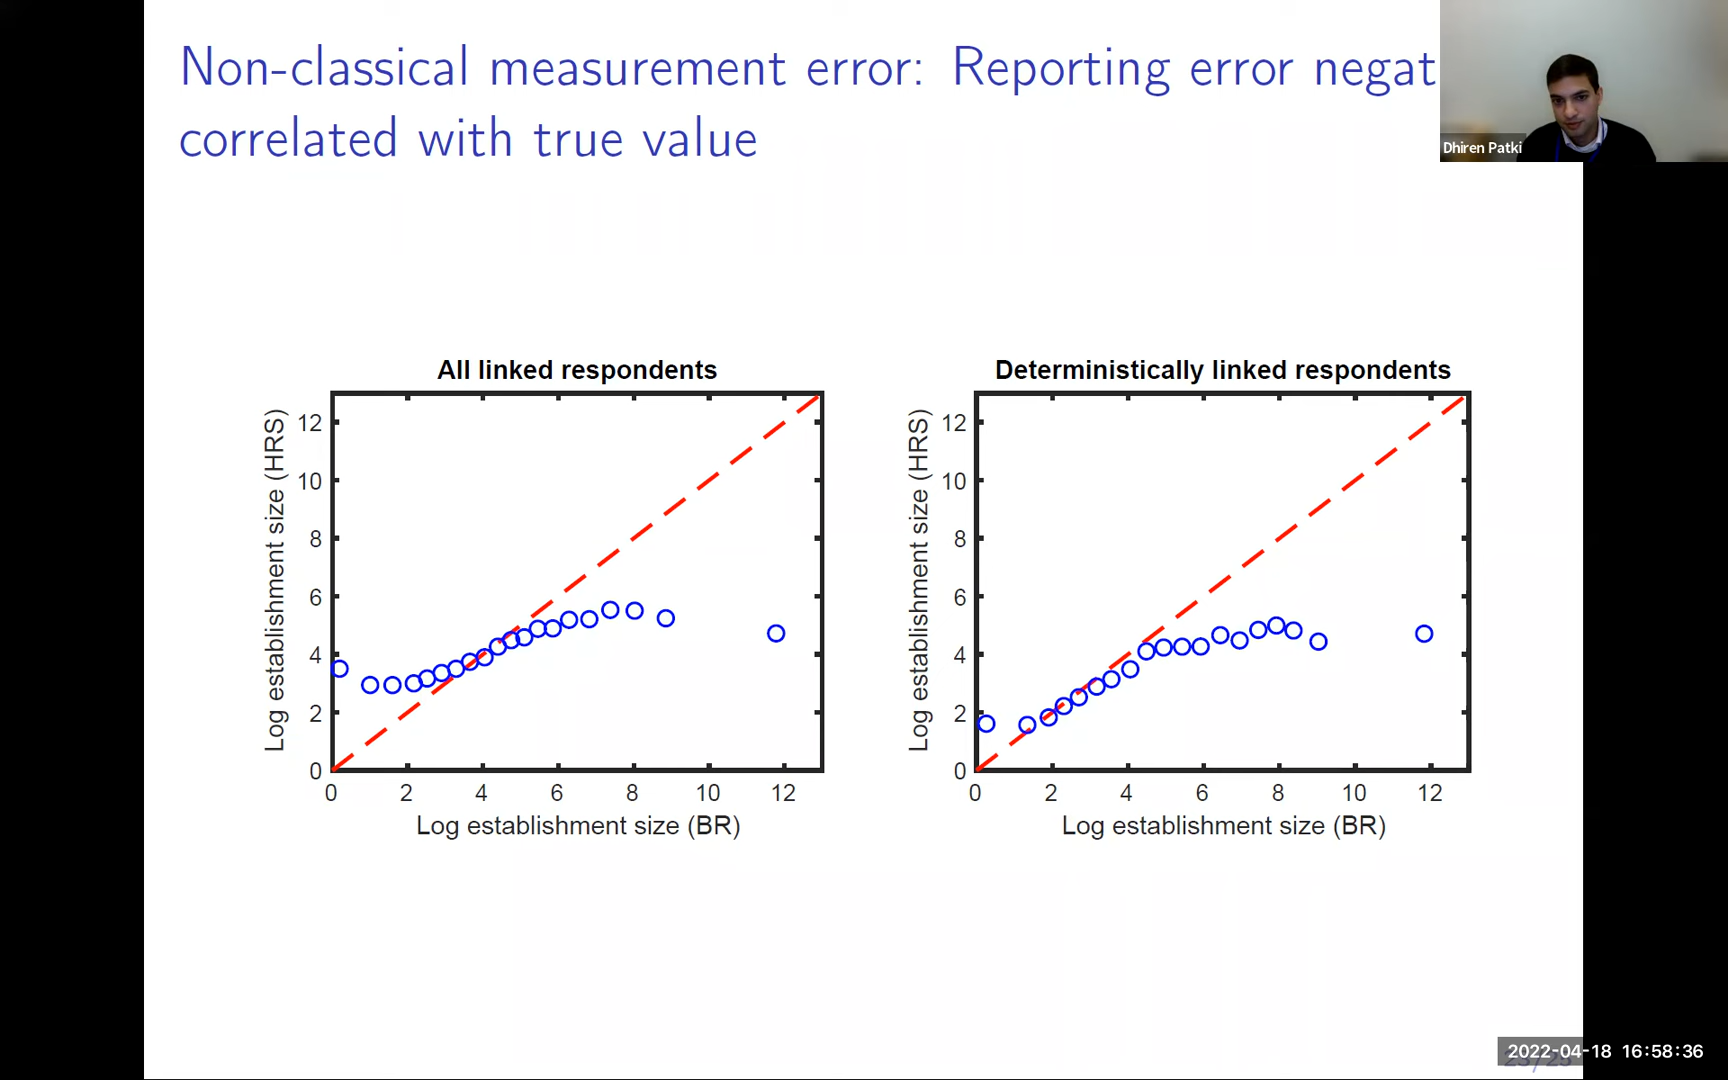 Non-classical measurement error: Reporting error negat
correlated with true value
Dhiren Patki
All linked respondents
Log establishment size (HRS)
12
10
8
6
4
2
0
0 2 4 6 8 10 12
Log establishment size (BR)
Deterministically linked respondents
Log establishment size (HRS)
12
10
8
6
4
2
0
0 2 4 6 8 10 12
Log establishment size (BR)
2022-04-18 16:58:36